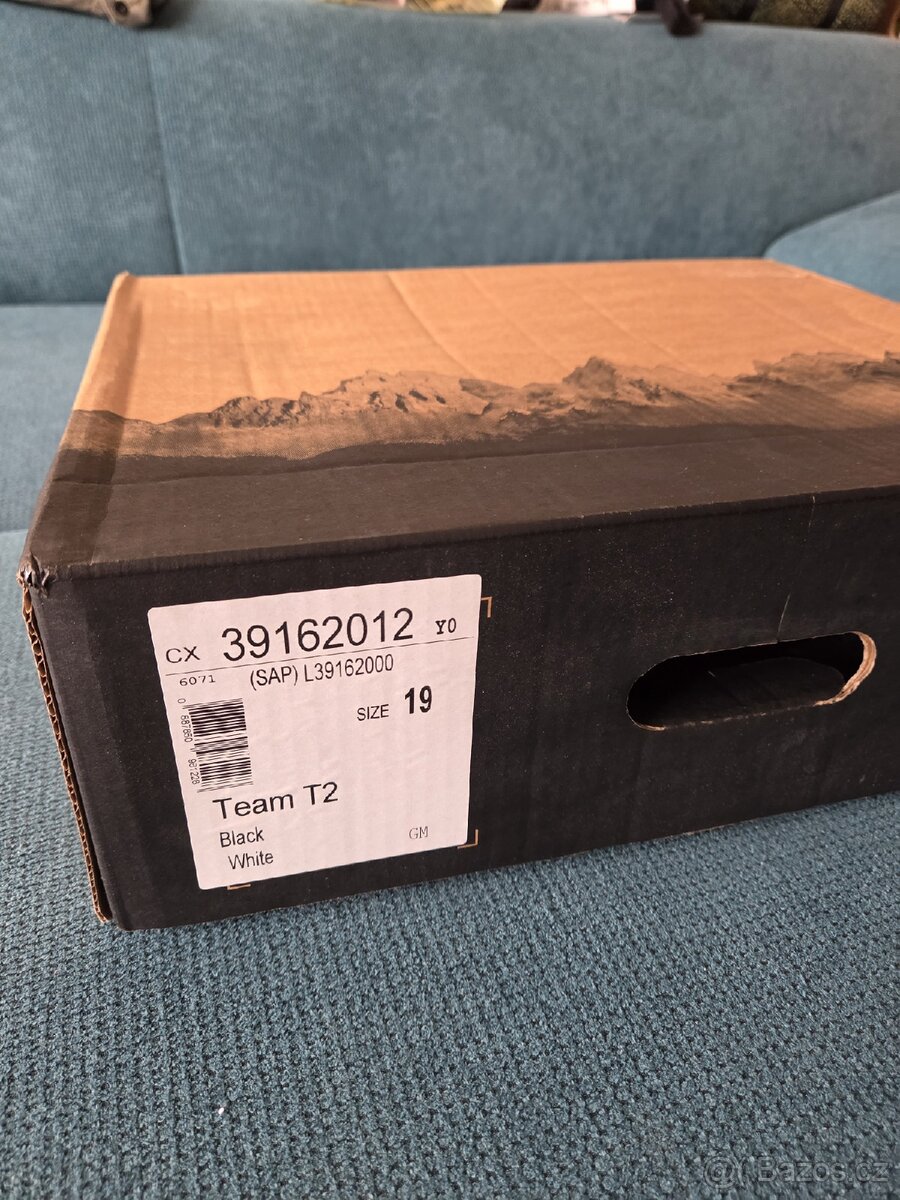 CX 39162012 Y0
6071 (SAP) L39162000
SIZE 19
Team T2
Black
White GM
@ Bazos.cz